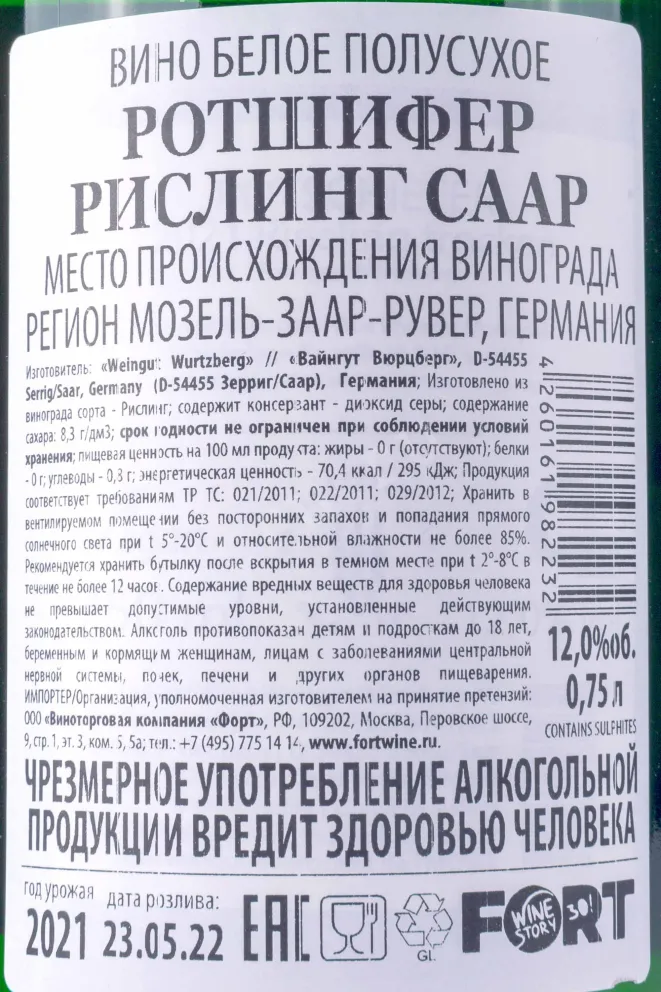 ВИНО БЕЛОЕ ПОЛУСУХОЕ
РОТШИФЕР
РИСЛИНГ СААР
МЕСТО ПРОИСХОЖДЕНИЯ ВИНОГРАДА
РЕГИОН МОЗЕЛЬ-ЗААР-РУВЕР, ГЕРМАНИЯ
Изготовитель: «Weingut Wurtzberg» // «Вайнгут Вюрцберг», D-54455
Serrig/Saar, Germany (D-54455 Зерриг/Саар), Германия; Изготовлено из
винограда сорта - Рислинг; содержит консервант - диоксид серы; содержание
сахара: 8,3 г/дм3; срок годности не ограничен при соблюдении условий
хранения; пищевая ценность на 100 мл продукта: жиры - 0 г (отсутствуют); белки
- 0 г; углеводы - 0,8 г; энергетическая ценность - 70,4 ккал / 295 кДж; Продукция
соответствует требованиям ТР ТС: 021/2011; 022/2011; 029/2012; Хранить в
вентилируемом помещении без посторонних запахов и попадания прямого
солнечного света при t 5°-20°C и относительной влажности не более 85%.
Рекомендуется хранить бутылку после вскрытия в темном месте при t 2°-8°C в
течение не более 12 часов. Содержание вредных веществ для здоровья человека
не превышает допустимые уровни, установленные действующим
законодательством. Алкоголь противопоказан детям и подросткам до 18 лет,
беременным и кормящим женщинам, лицам с заболеваниями центральной
нервной системы, почек, печени и других органов пищеварения.
ИМПОРТЕР/Организация, уполномоченная изготовителем на принятие претензий:
ООО «Виноторговая компания «Форт», РФ, 109202, Москва, Перовское шоссе,
9, стр. 1, эт. 3, ком. 5, 5а; тел.: +7 (495) 775 14 14, www.fortwine.ru.
4260161982232
12,0%об.
0,75 л
CONTAINS SULPHITES
ЧРЕЗМЕРНОЕ УПОТРЕБЛЕНИЕ АЛКОГОЛЬНОЙ
ПРОДУКЦИИ ВРЕДИТ ЗДОРОВЬЮ ЧЕЛОВЕКА
год урожая дата розлива:
2021 23.05.22
EAC
GL
FORT
WINE STORY 30!